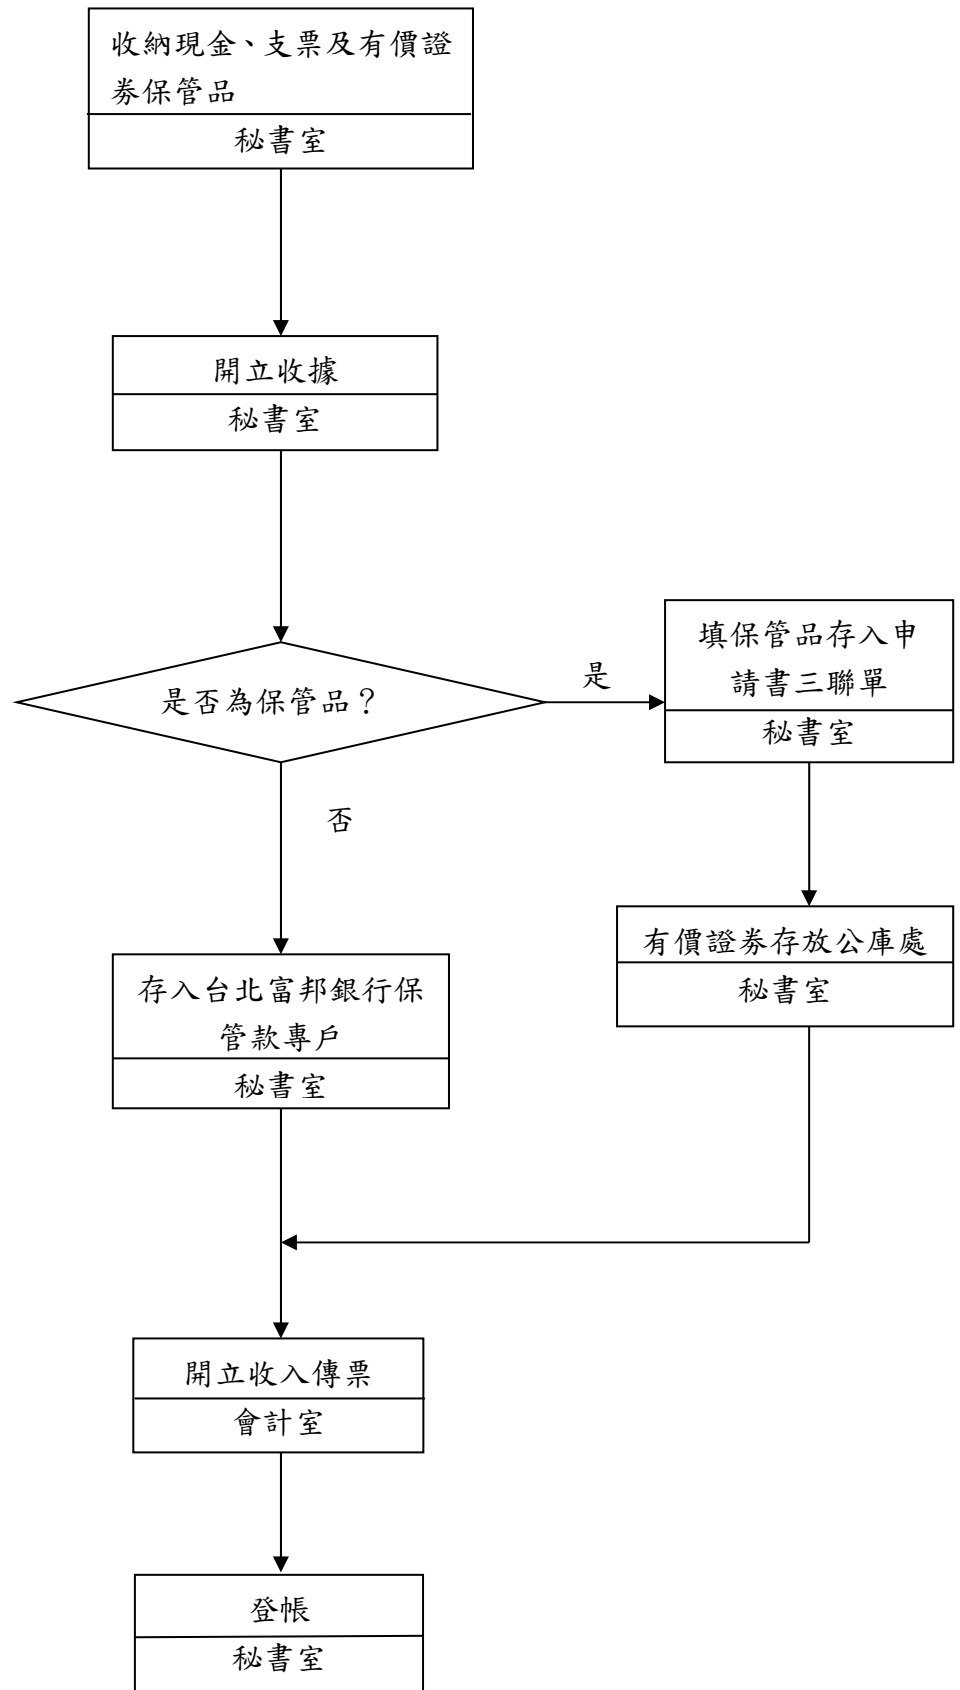 收納現金、支票及有價證
券保管品
秘書室
開立收據
秘書室
是否為保管品?
是
填保管品存入申
請書三聯單
秘書室
否
有價證券存放公庫處
秘書室
存入台北富邦銀行保
管款專戶
秘書室
開立收入傳票
會計室
登帳
秘書室